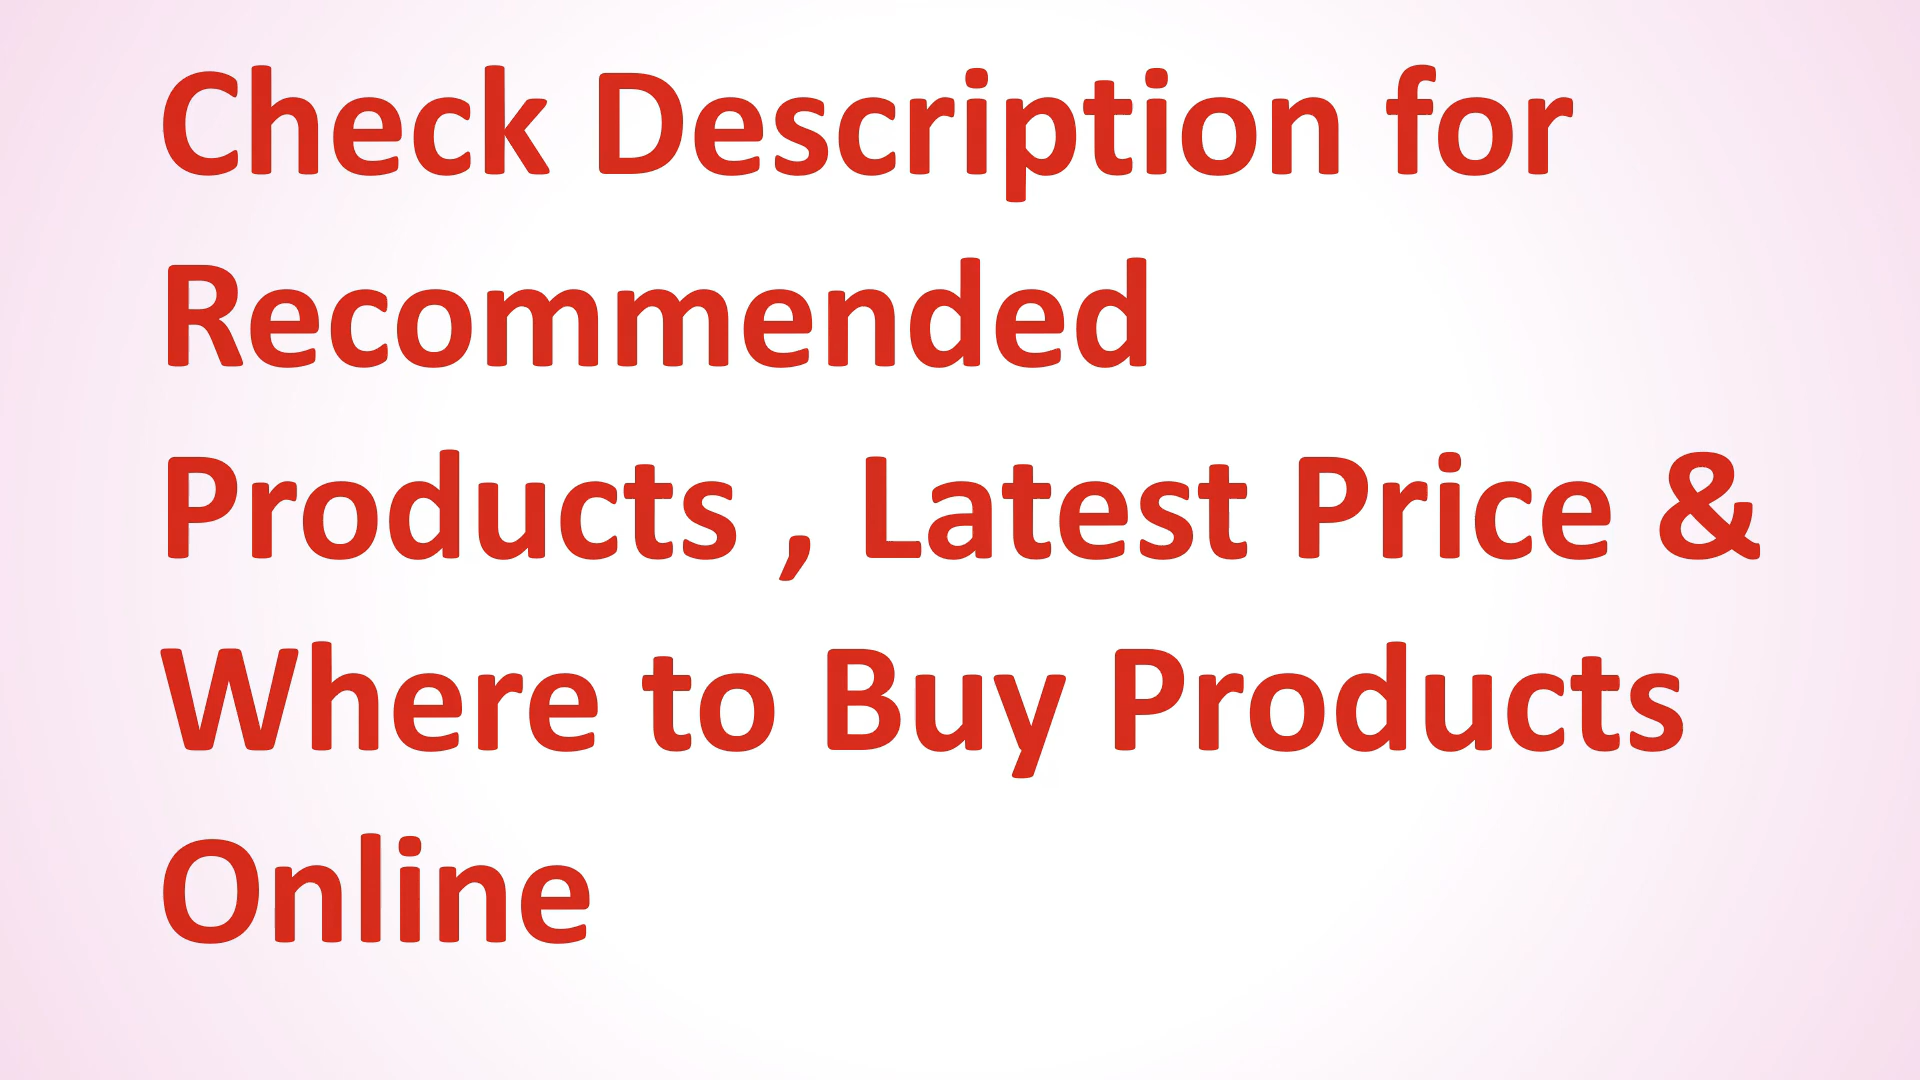 Check Description for
Recommended
Products , Latest Price &
Where to Buy Products
Online